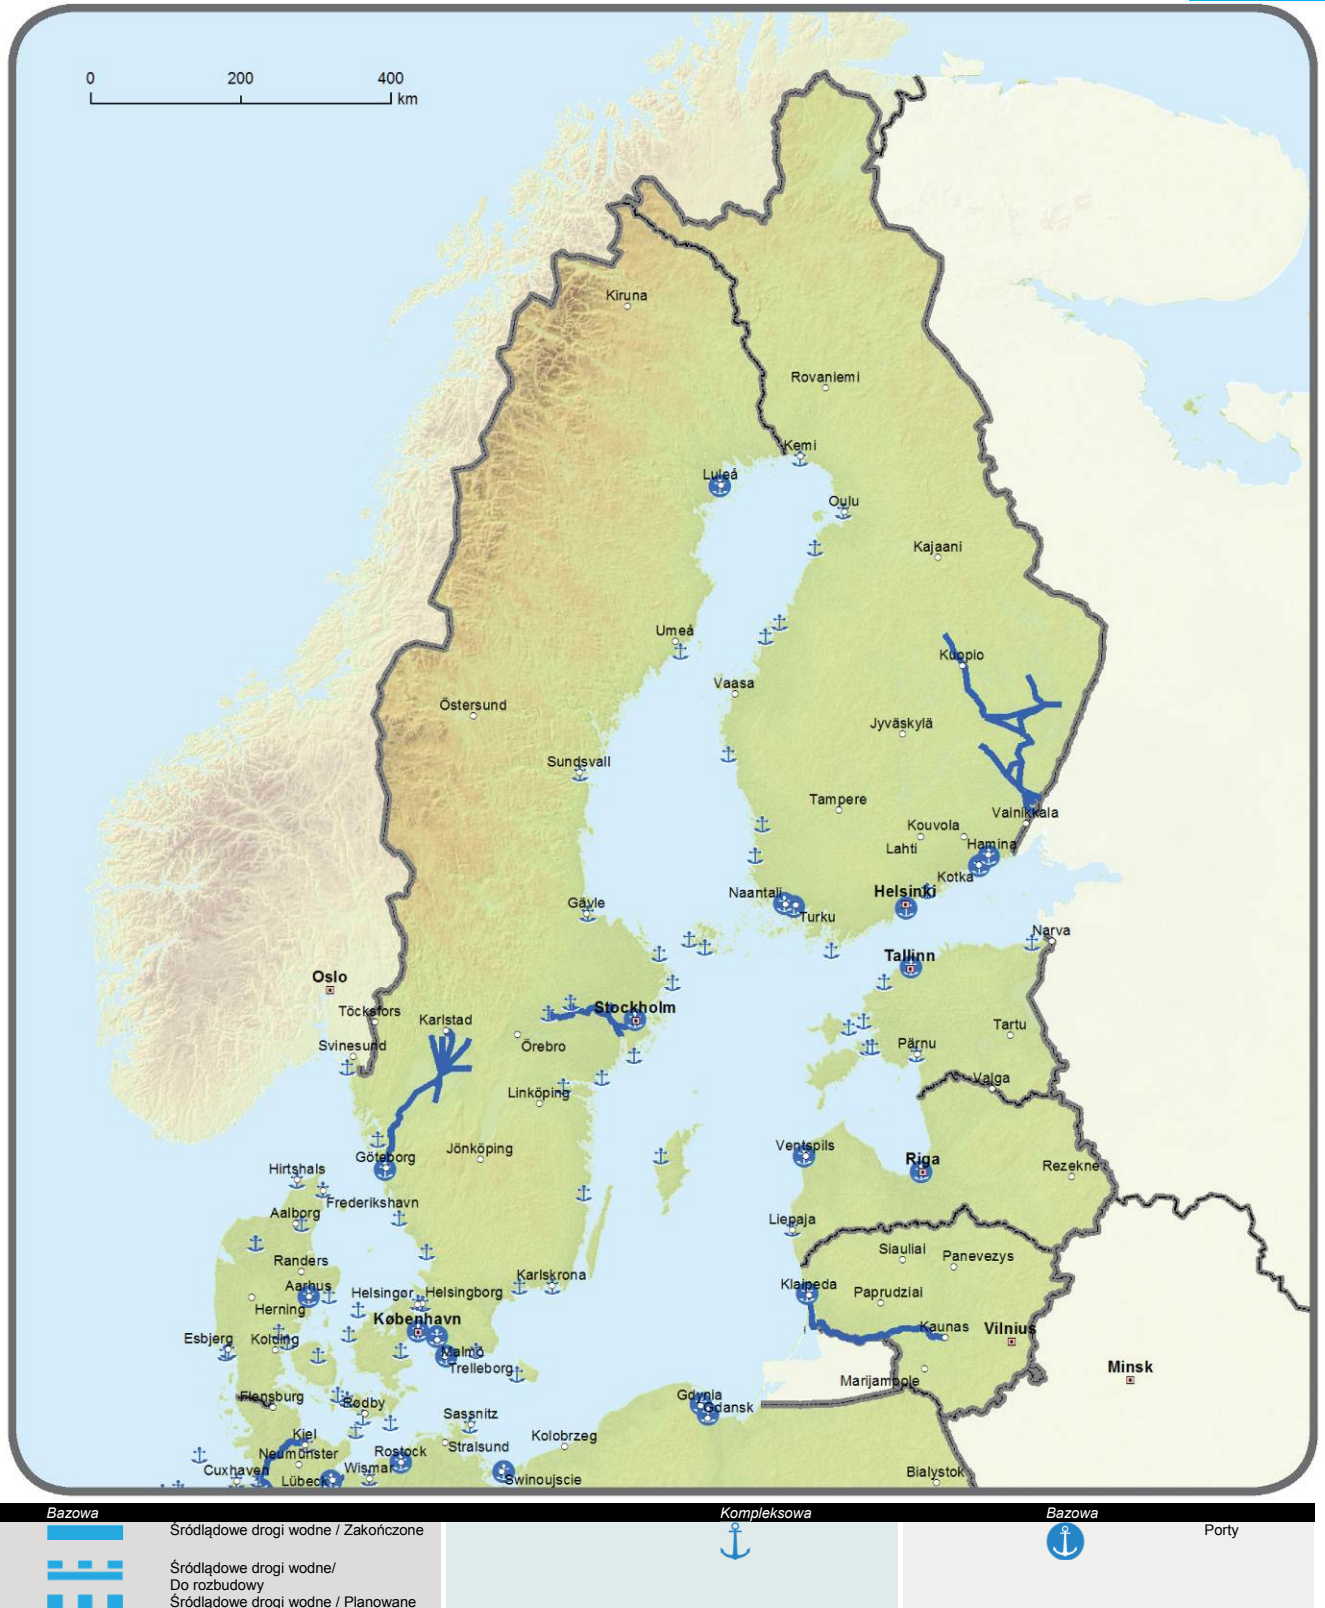 0 200 400
km
Kiruna
Rovaniemi
Kemi
Luleå
Oulu
Kajaani
Umeå
Kuopio
Vaasa
Östersund
Jyväskylä
Sundsvall
Tampere
Vainikkala
Kouvola
Lahti
Hamina
Kotka
Naantali
Helsinki
Gävle
Turku
Narva
Tallinn
Oslo
Töcksfors
Karlstad
Stockholm
Örebro
Tartu
Svinesund
Pärnu
Valga
Linköping
Göteborg
Jönköping
Ventspils
Riga
Rezekne
Hirtshals
Frederikshavn
Aalborg
Liepaja
Siauliai
Panevezys
Randers
Aarhus
Karlskrona
Klaipeda
Helsingør
Helsingborg
Paprudziai
Herning
København
Kaunas
Vilnius
Esbjerg
Kolding
Malmö
Trelleborg
Minsk
Marijampole
Flensburg
Rødby
Gdynia
Gdansk
Sassnitz
Kiel
Stralsund
Kolobrzeg
Neumünster
Rostock
Cuxhaven
Wismar
Lübeck
Swinoujscie
Bialystok
Bazowa Kompleksowa Bazowa
Śródlądowe drogi wodne / Zakończone Porty
Śródlądowe drogi wodne/
Do rozbudowy
Śródlądowe drogi wodne / Planowane